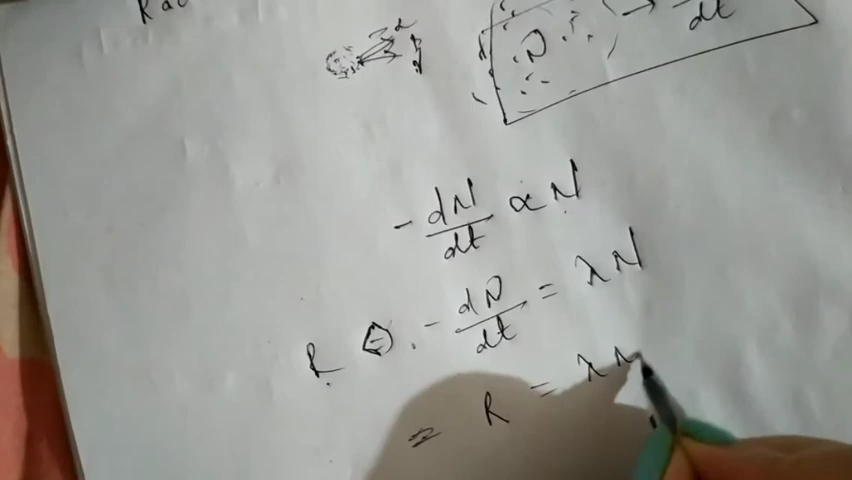 α
N → dt
- dN/dt ∝ N
R = - dN/dt = λN
= R = λN